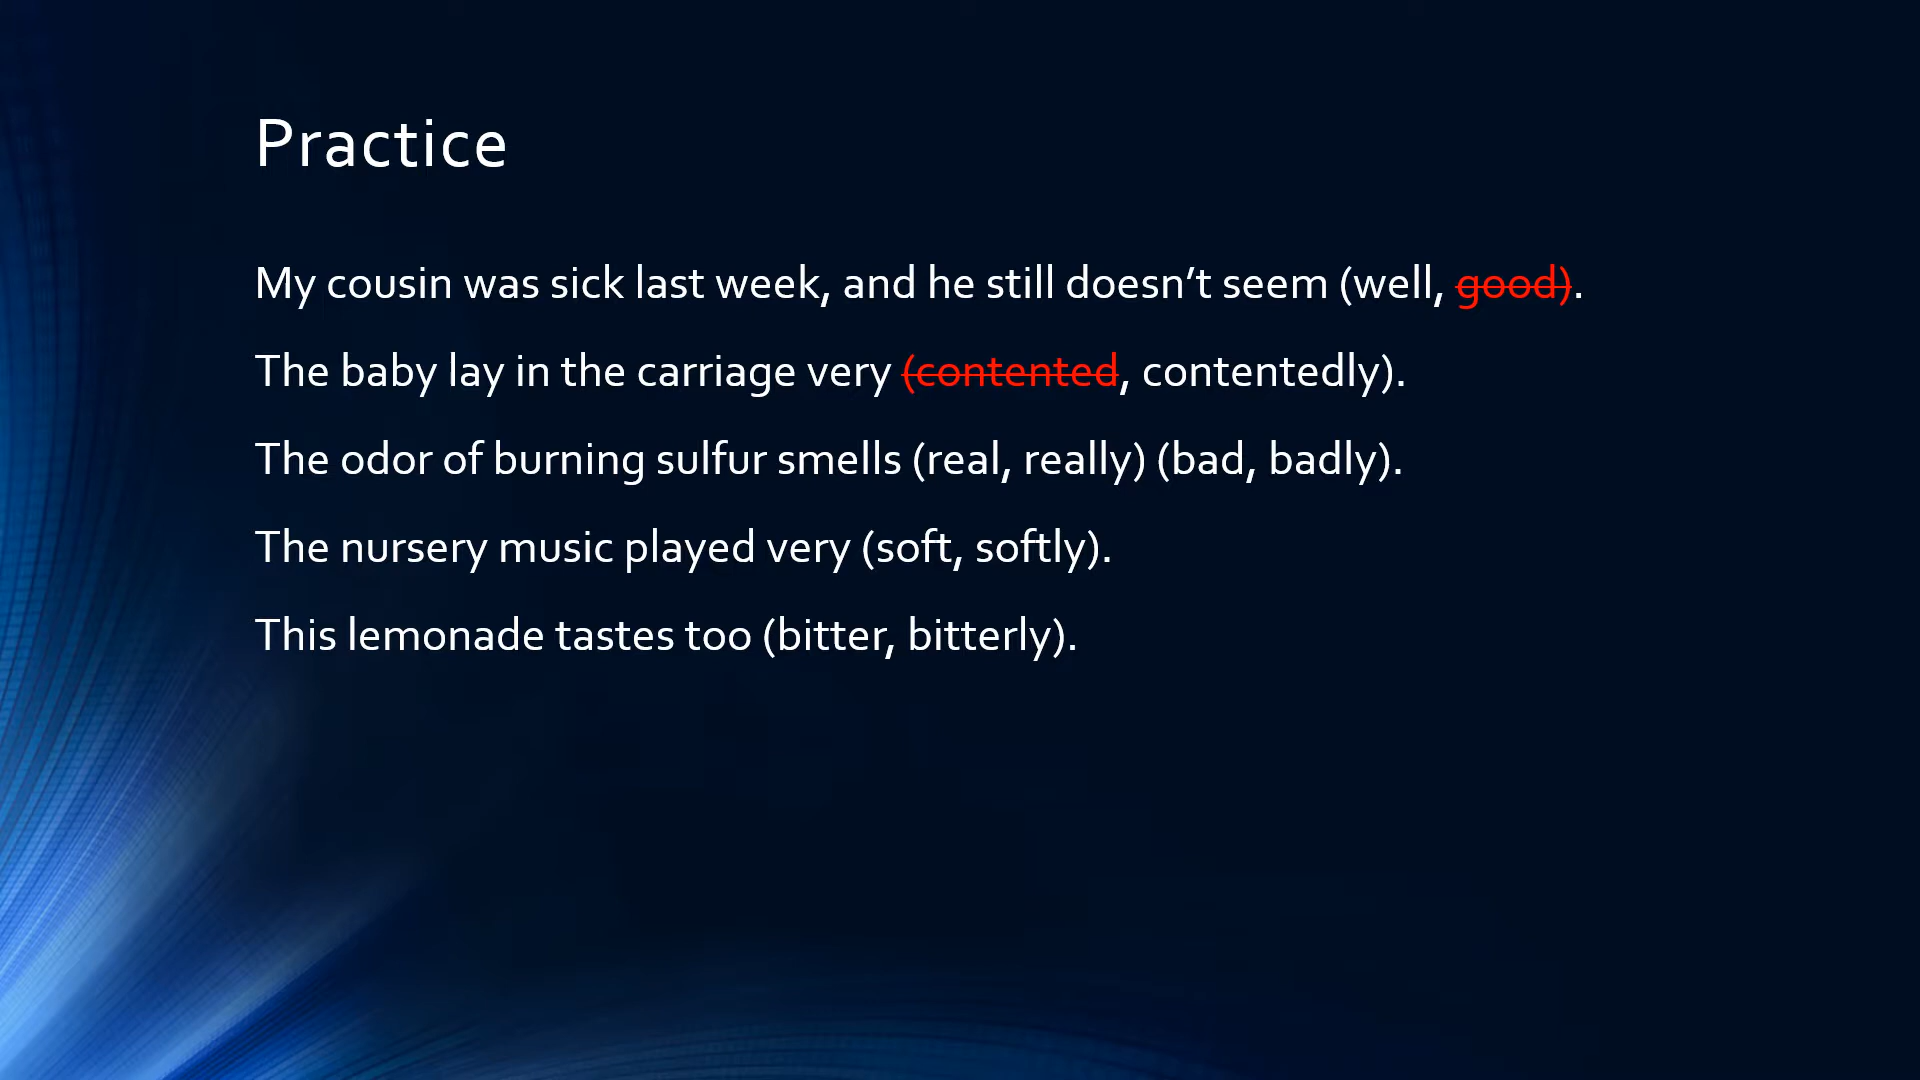 Practice
My cousin was sick last week, and he still doesn’t seem (well, good).
The baby lay in the carriage very (contented, contentedly).
The odor of burning sulfur smells (real, really) (bad, badly).
The nursery music played very (soft, softly).
This lemonade tastes too (bitter, bitterly).